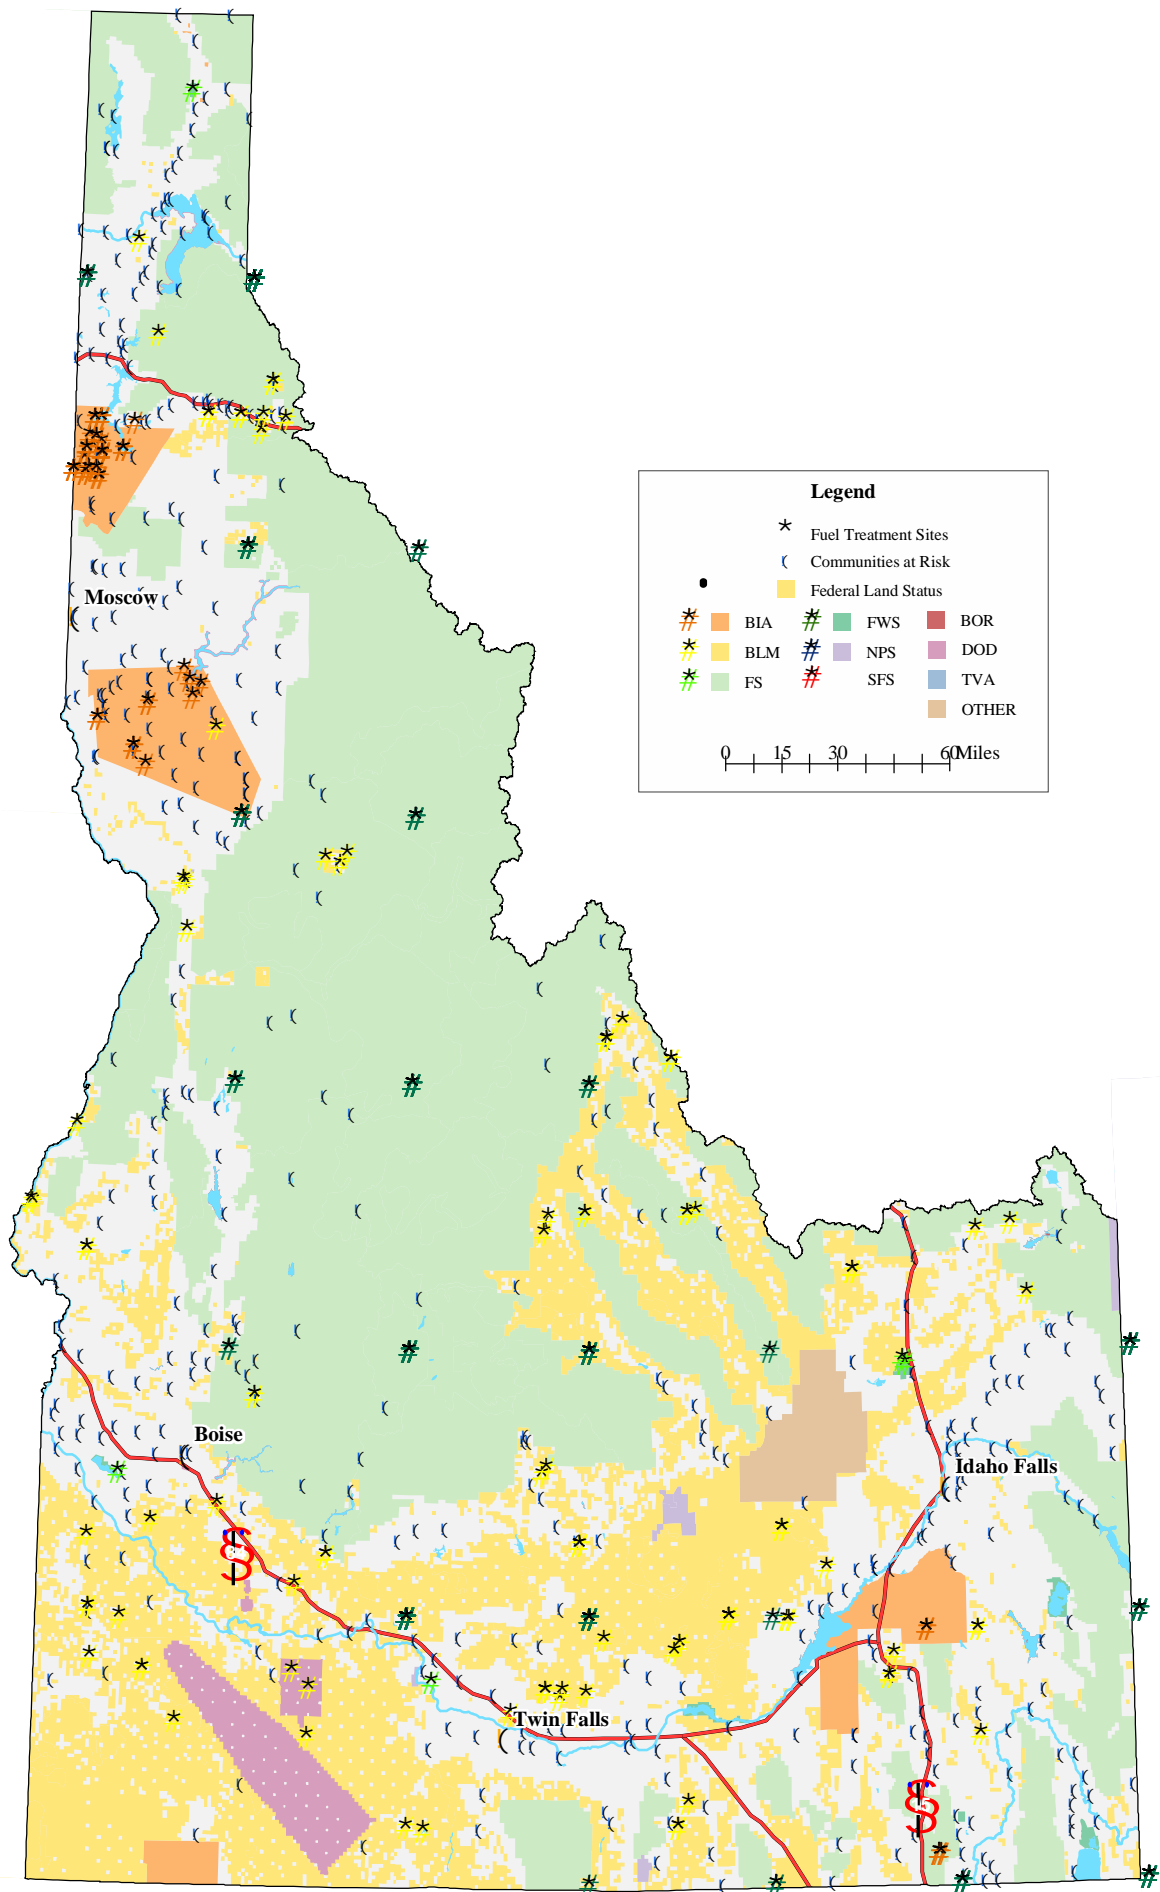 Legend
Fuel Treatment Sites
Communities at Risk
Federal Land Status
BIA
FWS
BOR
BLM
NPS
DOD
FS
SFS
TVA
OTHER
0 15 30 60 Miles
Moscow
Boise
Idaho Falls
Twin Falls